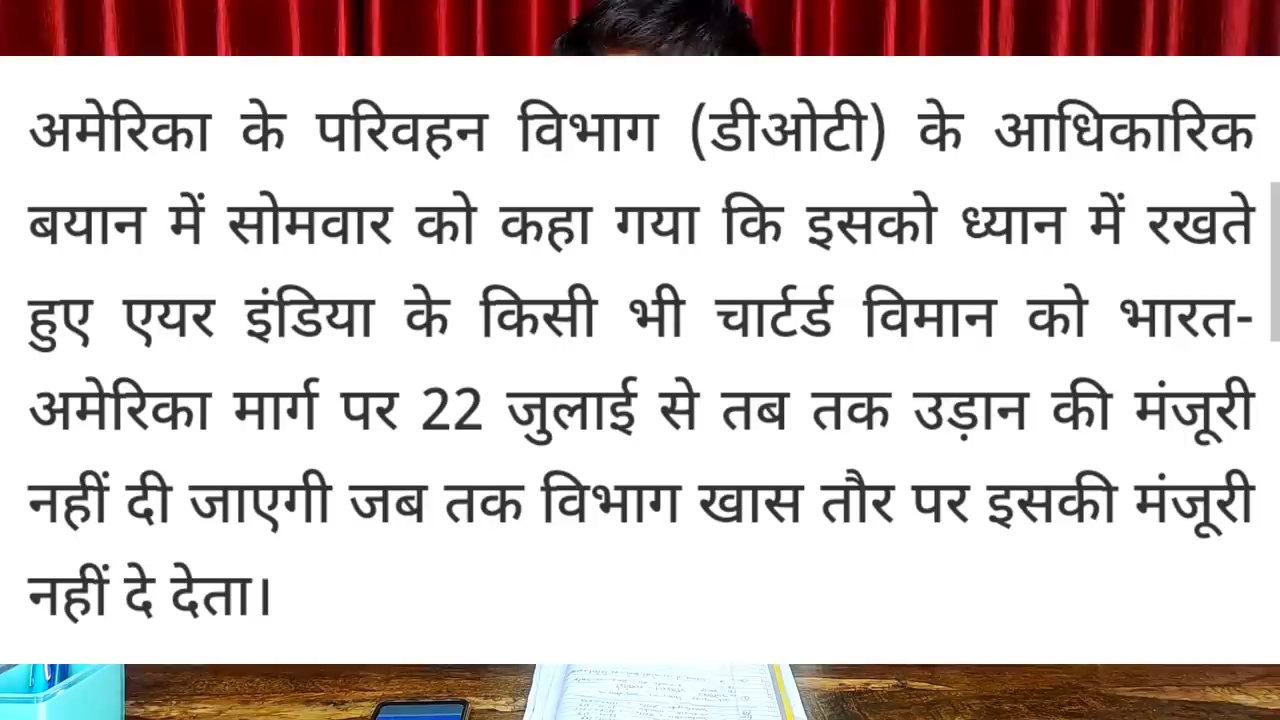 अमेरिका के परिवहन विभाग (डीओटी) के आधिकारिक
बयान में सोमवार को कहा गया कि इसको ध्यान में रखते
हुए एयर इंडिया के किसी भी चार्टर्ड विमान को भारत-
अमेरिका मार्ग पर 22 जुलाई से तब तक उड़ान की मंजूरी
नहीं दी जाएगी जब तक विभाग खास तौर पर इसकी मंजूरी
नहीं दे देता।